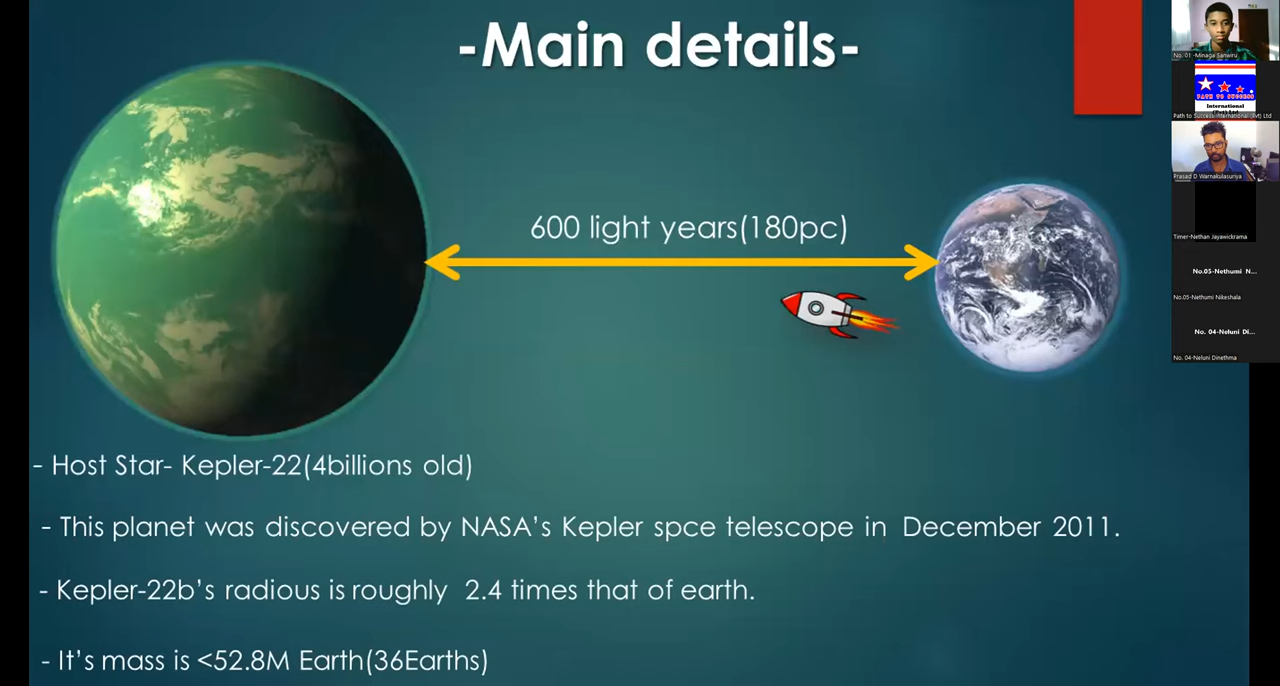 -Main details-
600 light years(180pc)
- Host Star- Kepler-22(4billions old)
- This planet was discovered by NASA's Kepler spce telescope in December 2011.
- Kepler-22b's radious is roughly 2.4 times that of earth.
- It's mass is <52.8M Earth(36Earths)
No. 01 -Minaga Sanwiru
PATH TO SUCCESS
International
(Pvt) Ltd
Path to Success International (Pvt) Ltd
Prasad D Warnakulasuriya
Timer-Nethan Jayawickrama
No.05-Nethumi N...
No.05-Nethumi Nikeshala
No. 04-Neluni Di...
No. 04-Neluni Dinethma